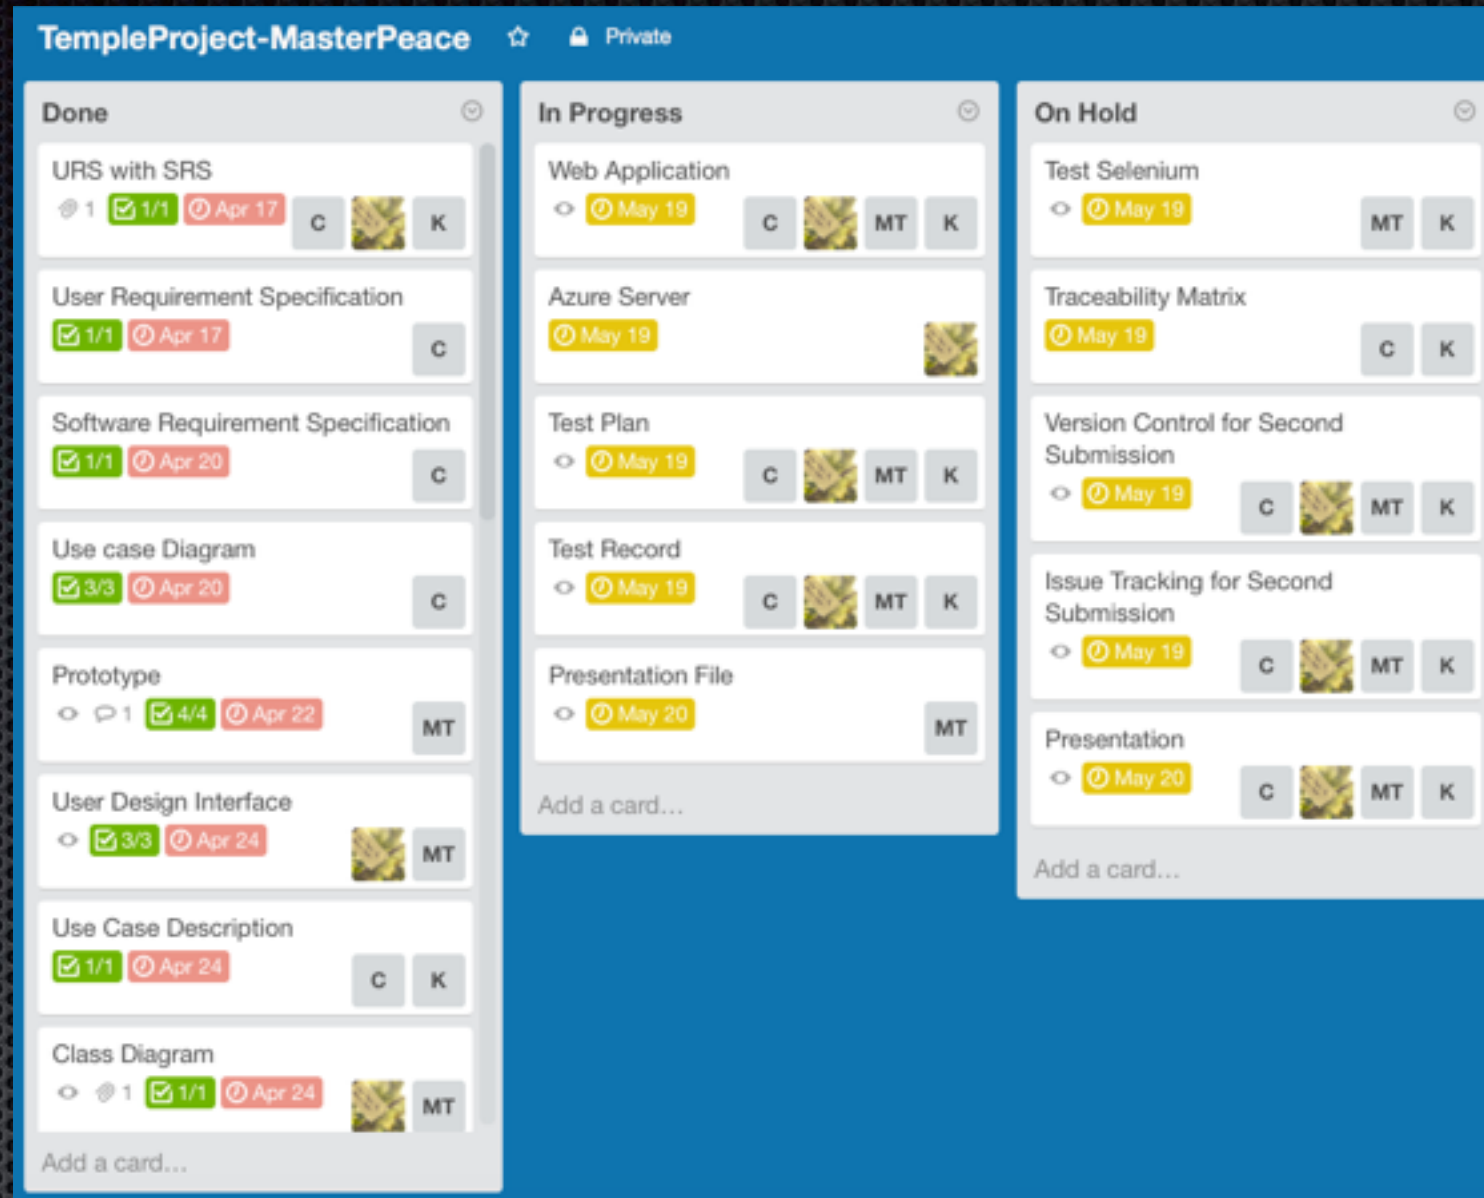 TempleProject-MasterPeace Private
Done
URS with SRS
1 1/1 Apr 17 C K
User Requirement Specification
1/1 Apr 17 C
Software Requirement Specification
1/1 Apr 20 C
Use case Diagram
3/3 Apr 20 C
Prototype
1 4/4 Apr 22 MT
User Design Interface
3/3 Apr 24 MT
Use Case Description
1/1 Apr 24 C K
Class Diagram
1 1/1 Apr 24 MT
Add a card...
In Progress
Web Application
May 19 C MT K
Azure Server
May 19
Test Plan
May 19 C MT K
Test Record
May 19 C MT K
Presentation File
May 20 MT
Add a card...
On Hold
Test Selenium
May 19 MT K
Traceability Matrix
May 19 C K
Version Control for Second
Submission
May 19 C MT K
Issue Tracking for Second
Submission
May 19 C MT K
Presentation
May 20 C MT K
Add a card...